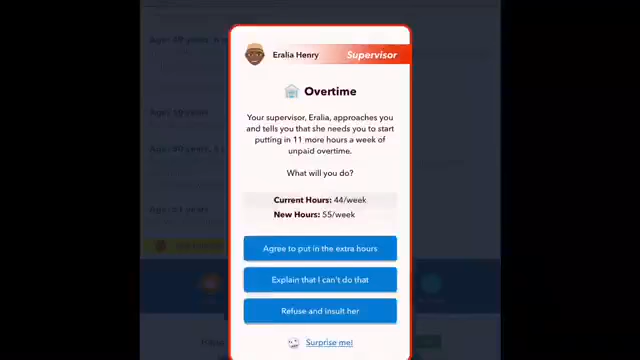 Eralia Henry
Supervisor
Overtime
Your supervisor, Eralia, approaches you
and tells you that she needs you to start
putting in 11 more hours a week of
unpaid overtime.
What will you do?
Current Hours: 44/week
New Hours: 55/week
Agree to put in the extra hours
Explain that I can't do that
Refuse and insult her
Surprise me!